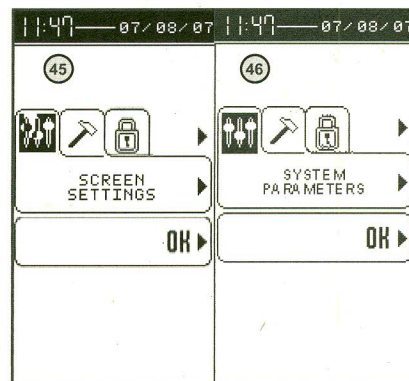 11:47 07/08/07
45
SCREEN
SETTINGS
OK
11:47 07/08/07
46
SYSTEM
PARAMETERS
OK